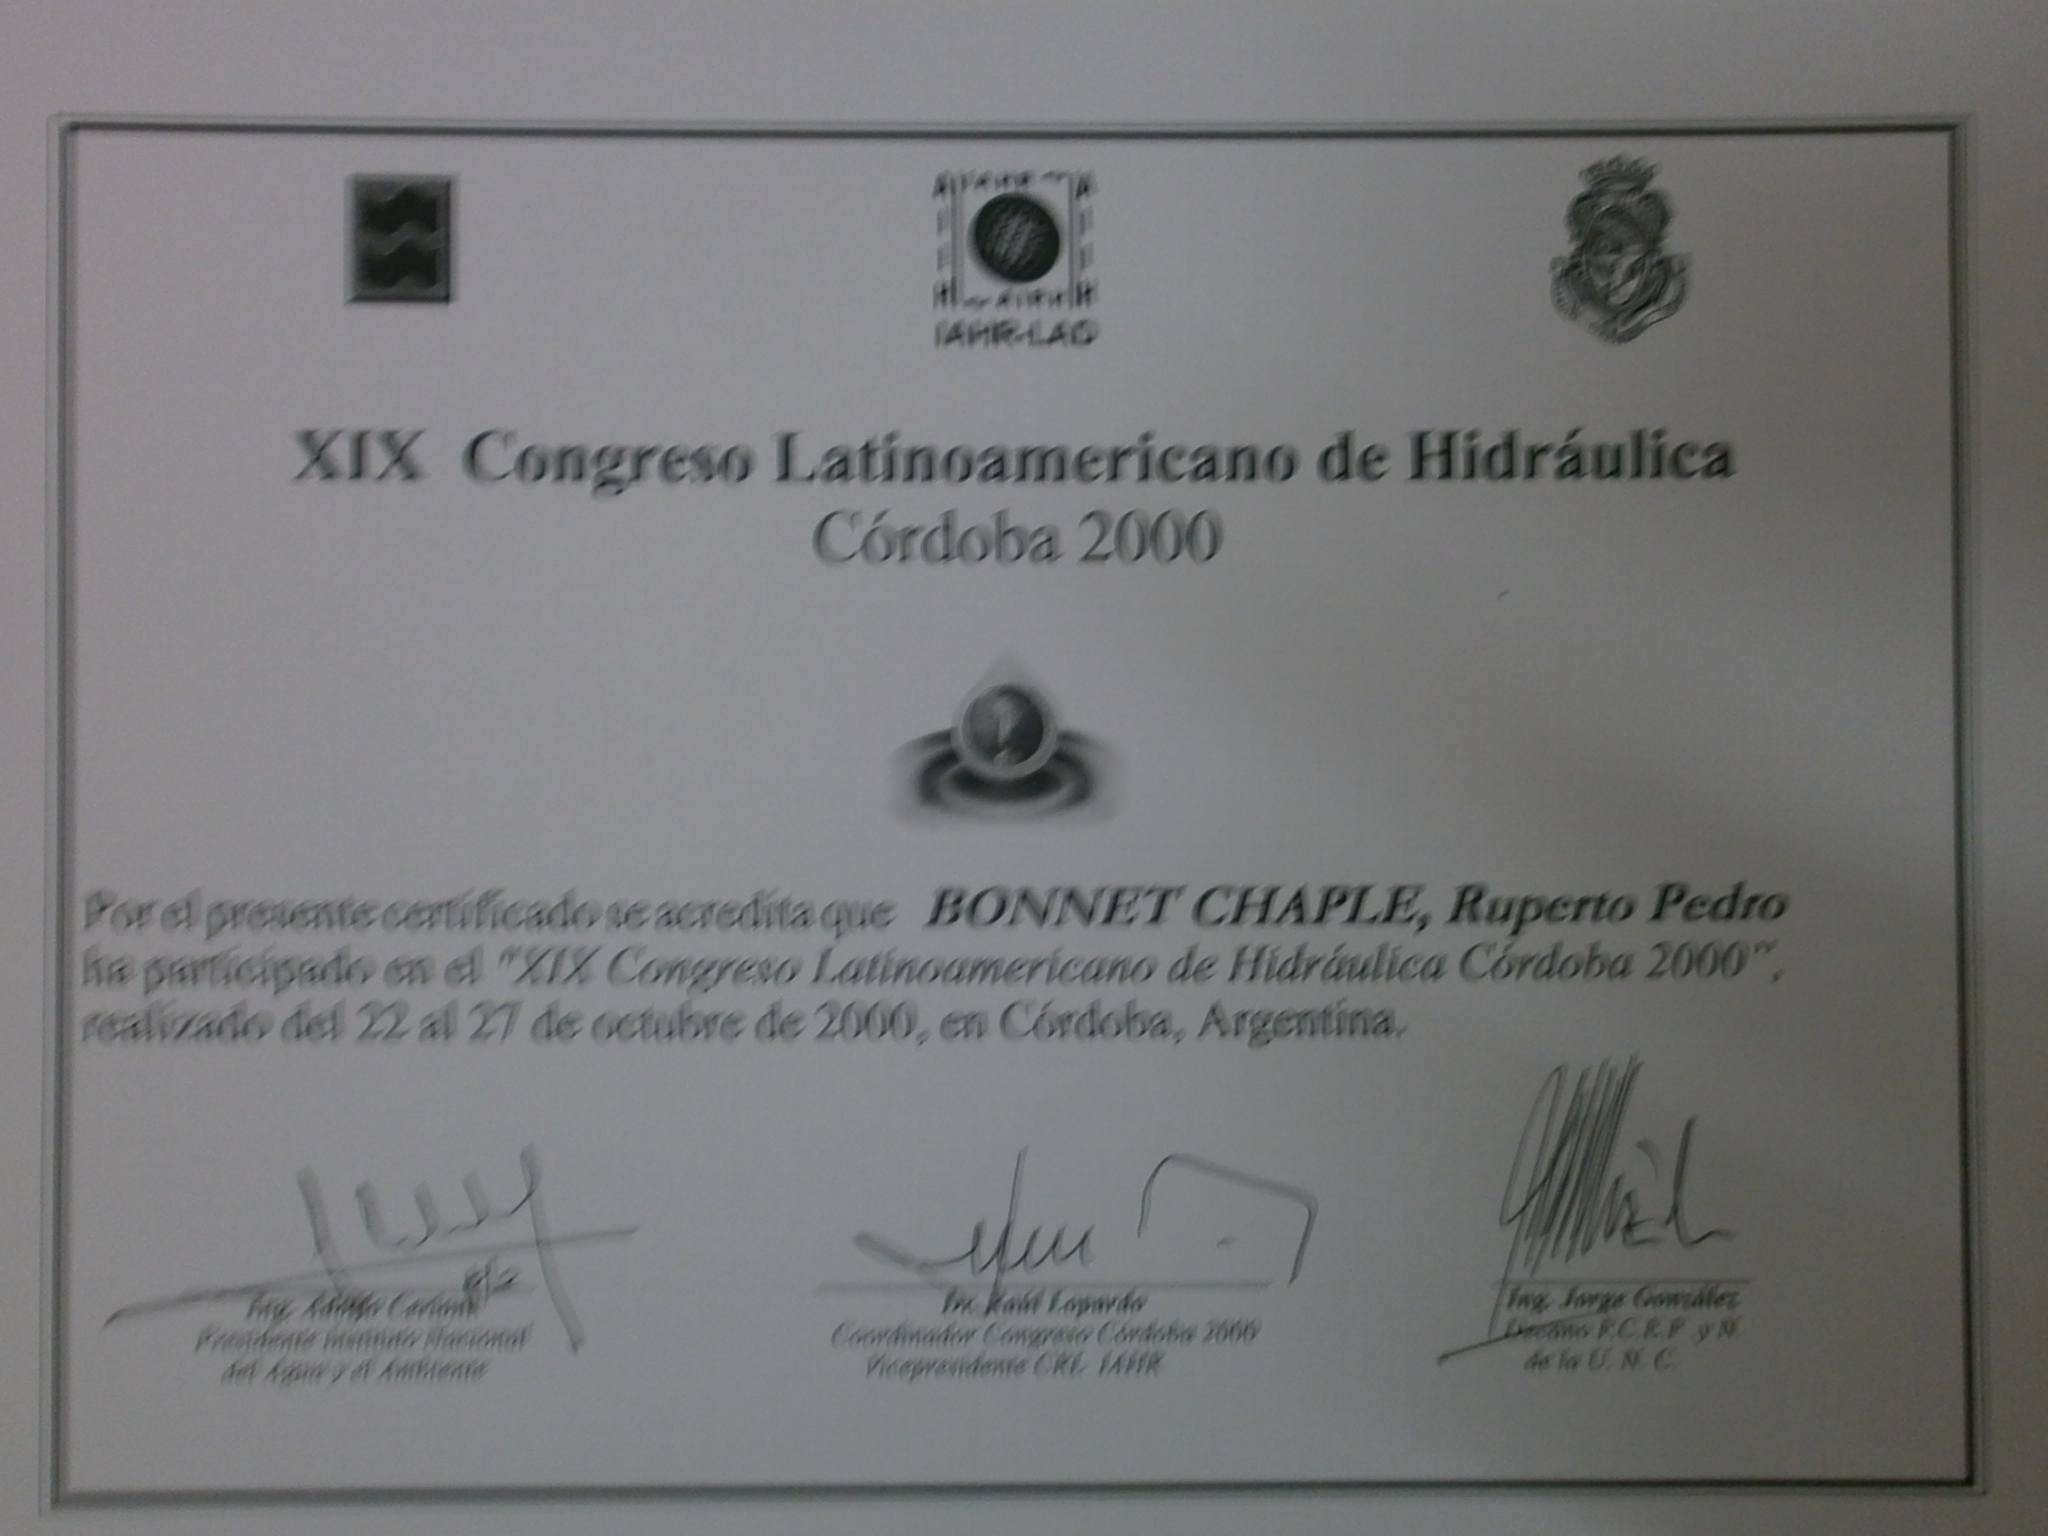 IAHR-LAD
XIX Congreso Latinoamericano de Hidráulica
Córdoba 2000
Por el presente certificado se acredita que BONNET CHAPLE, Ruperto Pedro
ha participado en el "XIX Congreso Latinoamericano de Hidráulica Córdoba 2000",
realizado del 22 al 27 de octubre de 2000, en Córdoba, Argentina.
Ing. Adolfo
Presidente Instituto Nacional
del Agua y el Ambiente
Dr. Raúl Lopardo
Coordinador Congreso Córdoba 2000
Vicepresidente CRL IAHR
Ing. Jorge González
Decano F.C.E.F. y N.
de la U. N. C.